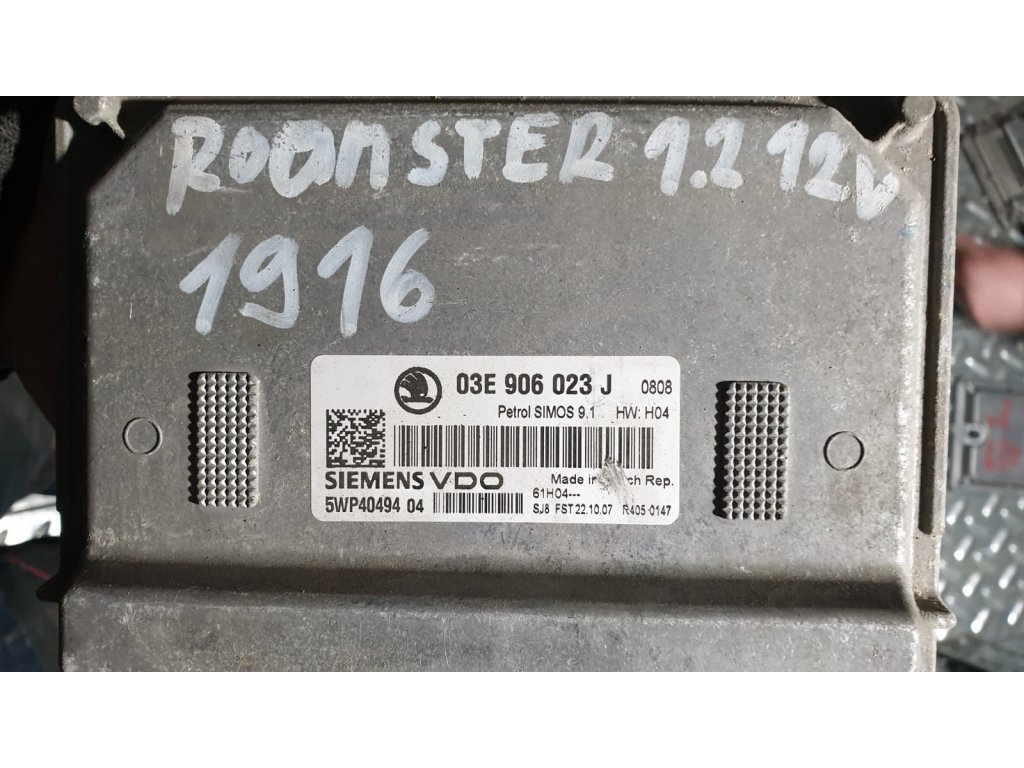 ROOMSTER 1.2 12V
1916
03E 906 023 J 0808
Petrol SIMOS 9.1 HW: H04
SIEMENS VDO Made in Rep.
61H04---
5WP40494 04 SJ8 FST 22.10.07 R405 0147